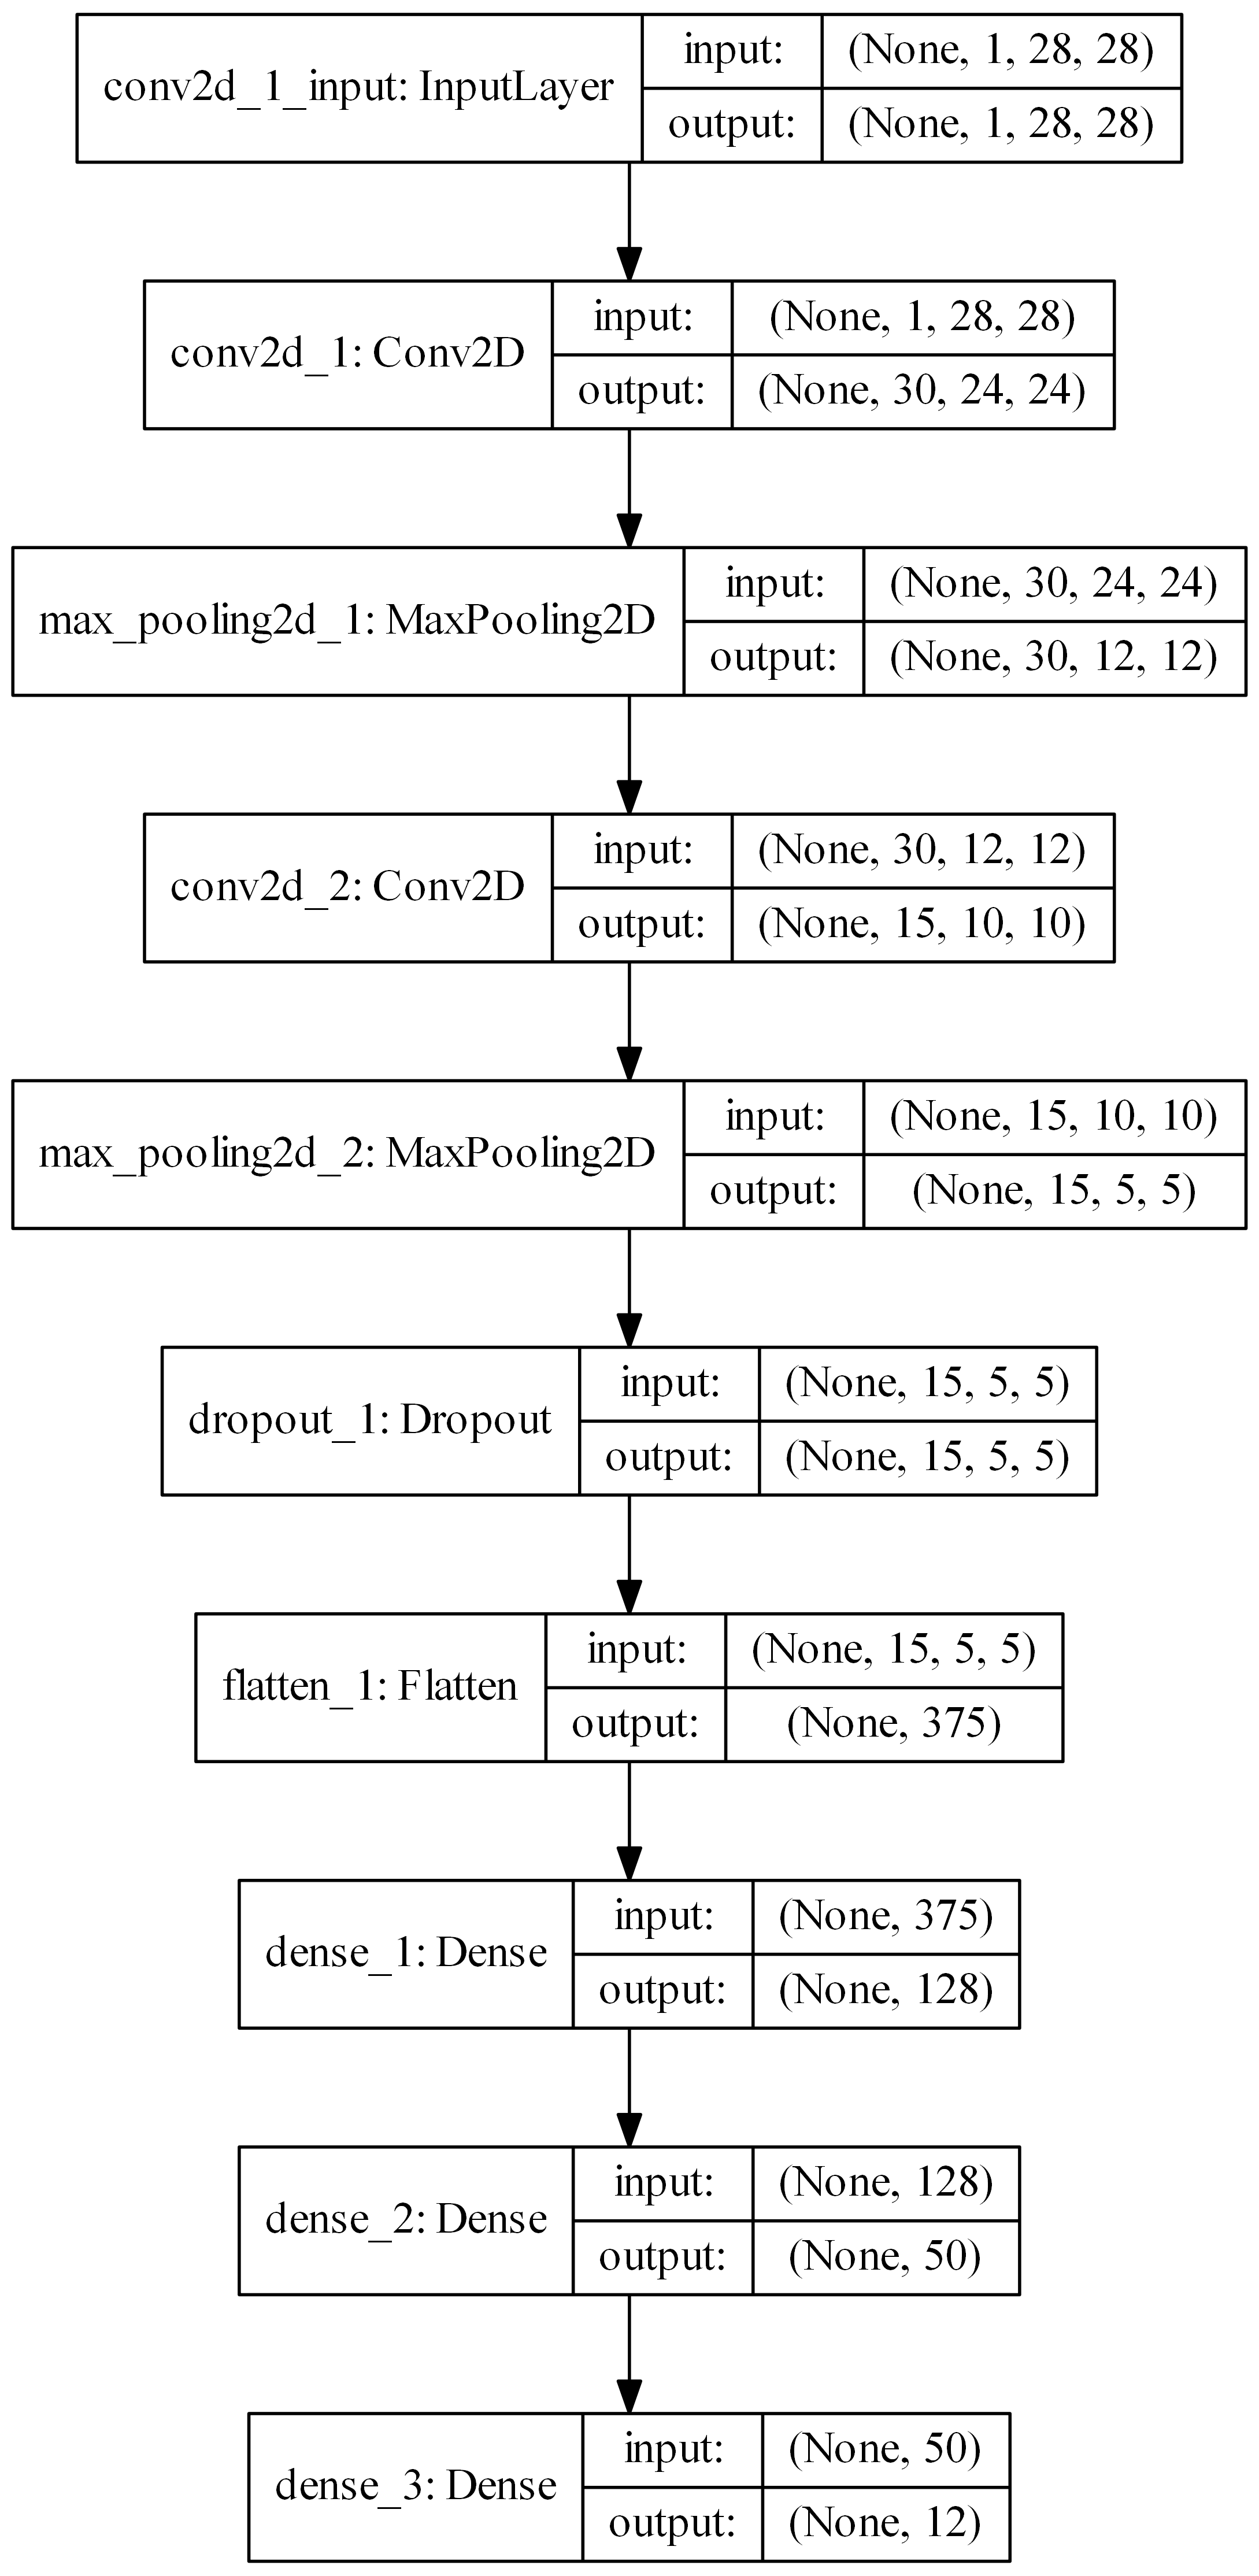 conv2d_1_input: InputLayer
input: (None, 1, 28, 28)
output: (None, 1, 28, 28)
conv2d_1: Conv2D
input: (None, 1, 28, 28)
output: (None, 30, 24, 24)
max_pooling2d_1: MaxPooling2D
input: (None, 30, 24, 24)
output: (None, 30, 12, 12)
conv2d_2: Conv2D
input: (None, 30, 12, 12)
output: (None, 15, 10, 10)
max_pooling2d_2: MaxPooling2D
input: (None, 15, 10, 10)
output: (None, 15, 5, 5)
dropout_1: Dropout
input: (None, 15, 5, 5)
output: (None, 15, 5, 5)
flatten_1: Flatten
input: (None, 15, 5, 5)
output: (None, 375)
dense_1: Dense
input: (None, 375)
output: (None, 128)
dense_2: Dense
input: (None, 128)
output: (None, 50)
dense_3: Dense
input: (None, 50)
output: (None, 12)